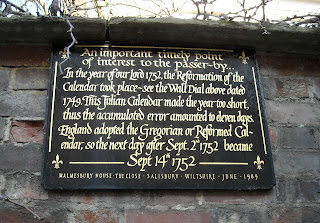 An important timely point
of interest to the passer-by...
In the year of our Lord 1752, the Reformation of the
Calendar took place - see the Wall Dial above dated
1749. This Julian Calendar made the year too short,
thus the accumulated error amounted to eleven days.
England adopted the Gregorian or Reformed Cal-
endar, so the next day after Sept. 2nd 1752 became
Sept 14th 1752
MALMESBURY HOUSE · THE CLOSE · SALISBURY · WILTSHIRE · JUNE · 1989